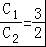 C₁/C₂ = 3/2